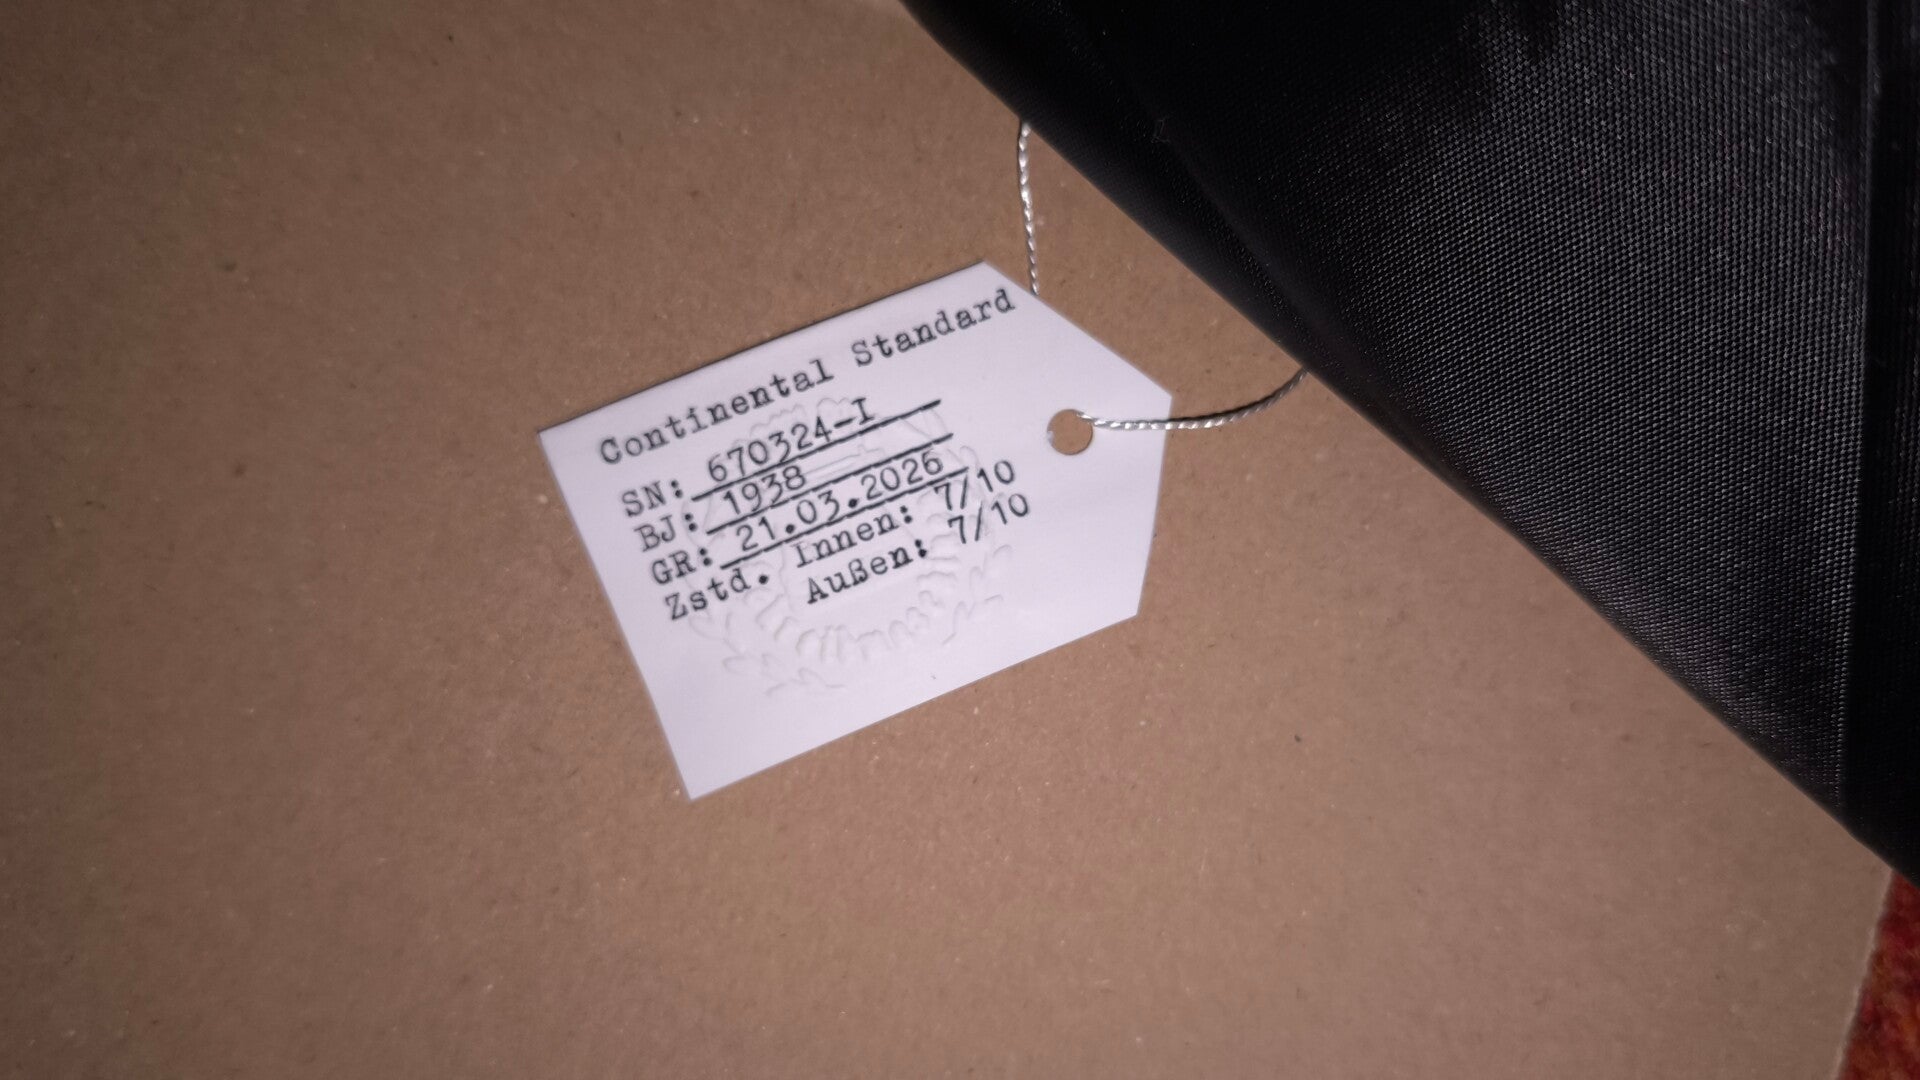 Continental Standard
SN: 670324-I
BJ: 1938
GR: 21.03.2026
Zstd. Innen: 7/10
Außen: 7/10